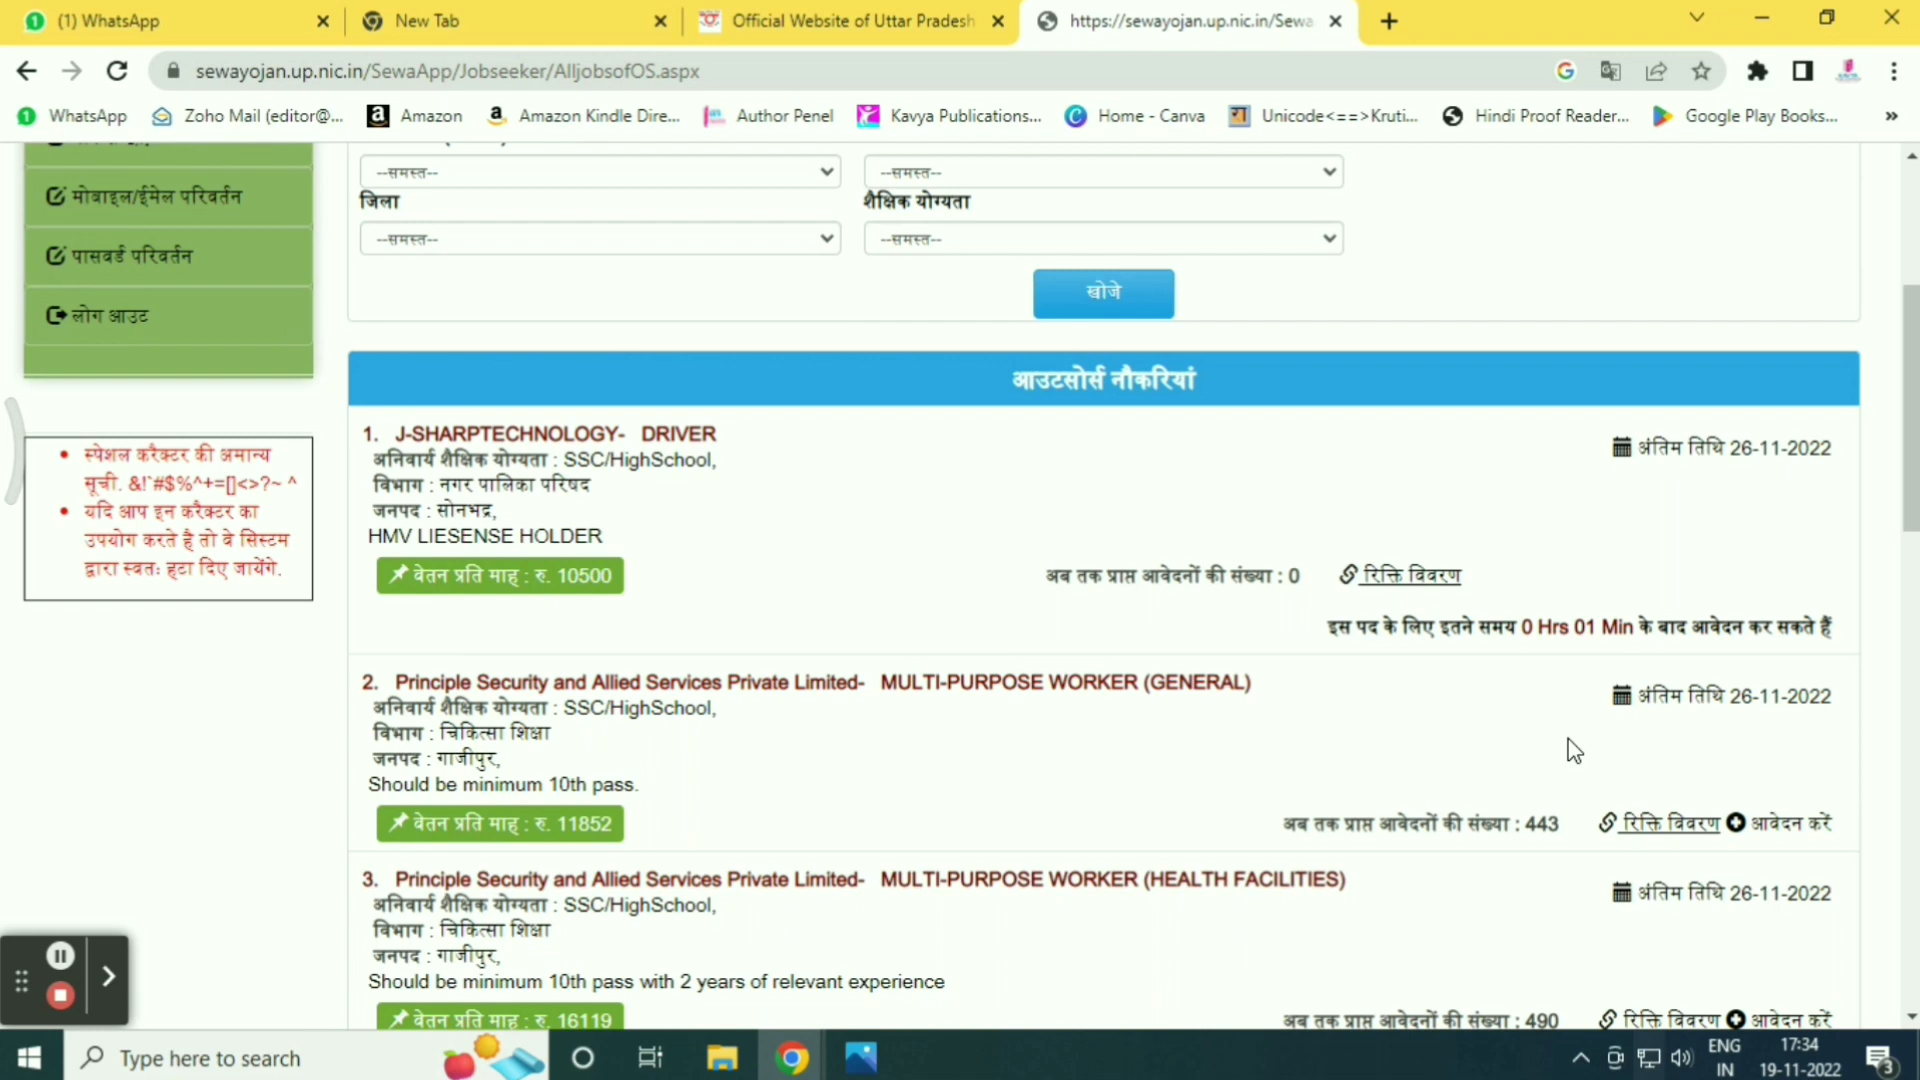 (1) WhatsApp
New Tab
Official Website of Uttar Pradesh
https://sewayojan.up.nic.in/Sewa
sewayojan.up.nic.in/SewaApp/Jobseeker/AlljobsofOS.aspx
WhatsApp
Zoho Mail (editor@...
Amazon
Amazon Kindle Dire...
Author Penel
Kavya Publications...
Home - Canva
Unicode<==>Kruti...
Hindi Proof Reader...
Google Play Books...
»
मोबाइल/ईमेल परिवर्तन
पासवर्ड परिवर्तन
लोग आउट
--समस्त--
--समस्त--
जिला
शैक्षिक योग्यता
--समस्त--
--समस्त--
खोजे
स्पेशल करैक्टर की अमान्य
सूची. &!`#$%^+=[]<>?~ ^
यदि आप इन करैक्टर का
उपयोग करते है तो वे सिस्टम
द्वारा स्वतः हटा दिए जायेंगे.
आउटसोर्स नौकरियां
1. J-SHARPTECHNOLOGY- DRIVER
अंतिम तिथि 26-11-2022
अनिवार्य शैक्षिक योग्यता : SSC/HighSchool,
विभाग : नगर पालिका परिषद
जनपद : सोनभद्र,
HMV LIESENSE HOLDER
वेतन प्रति माह : रु. 10500
अब तक प्राप्त आवेदनों की संख्या : 0
रिक्ति विवरण
इस पद के लिए इतने समय 0 Hrs 01 Min के बाद आवेदन कर सकते हैं
2. Principle Security and Allied Services Private Limited- MULTI-PURPOSE WORKER (GENERAL)
अंतिम तिथि 26-11-2022
अनिवार्य शैक्षिक योग्यता : SSC/HighSchool,
विभाग : चिकित्सा शिक्षा
जनपद : गाजीपुर,
Should be minimum 10th pass.
वेतन प्रति माह : रु. 11852
अब तक प्राप्त आवेदनों की संख्या : 443
रिक्ति विवरण
आवेदन करें
3. Principle Security and Allied Services Private Limited- MULTI-PURPOSE WORKER (HEALTH FACILITIES)
अंतिम तिथि 26-11-2022
अनिवार्य शैक्षिक योग्यता : SSC/HighSchool,
विभाग : चिकित्सा शिक्षा
जनपद : गाजीपुर,
Should be minimum 10th pass with 2 years of relevant experience
वेतन प्रति माह : रु. 16119
अब तक प्राप्त आवेदनों की संख्या : 490
रिक्ति विवरण
आवेदन करें
Type here to search
ENG
IN
17:34
19-11-2022
3